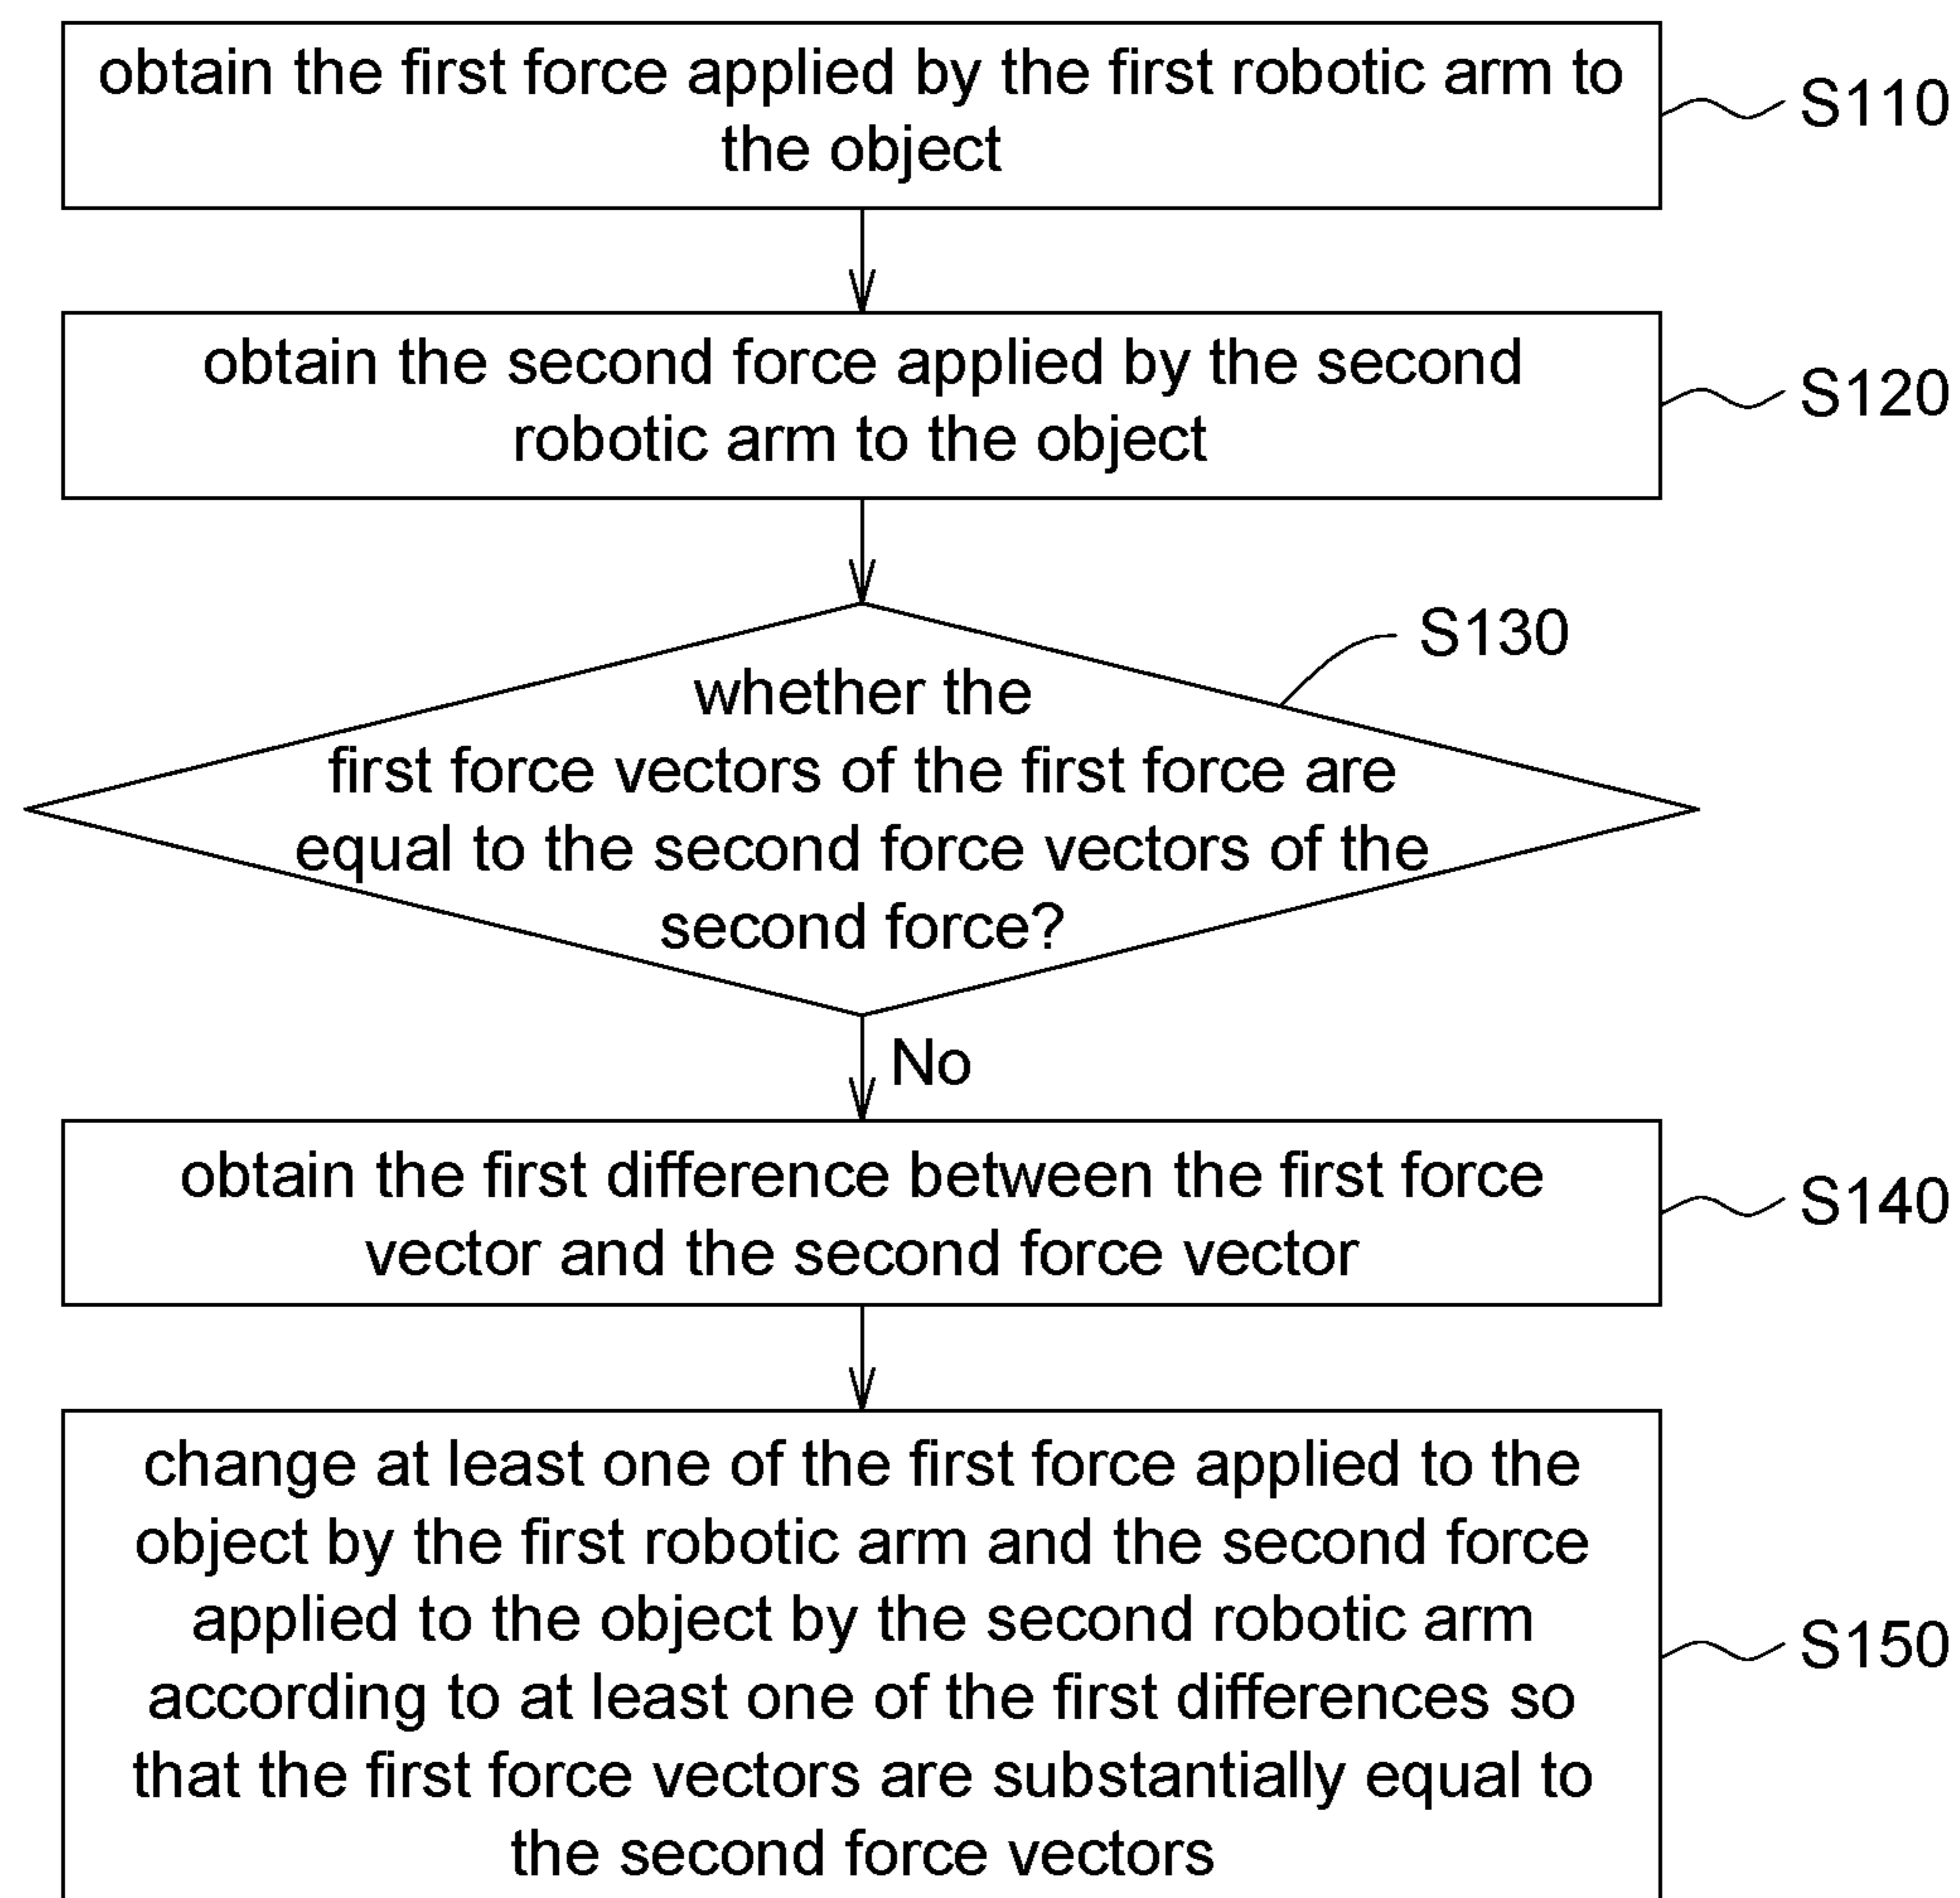 obtain the first force applied by the first robotic arm to
the object
S110
obtain the second force applied by the second
robotic arm to the object
S120
S130
whether the
first force vectors of the first force are
equal to the second force vectors of the
second force?
No
obtain the first difference between the first force
vector and the second force vector
S140
change at least one of the first force applied to the
object by the first robotic arm and the second force
applied to the object by the second robotic arm
according to at least one of the first differences so
that the first force vectors are substantially equal to
the second force vectors
S150